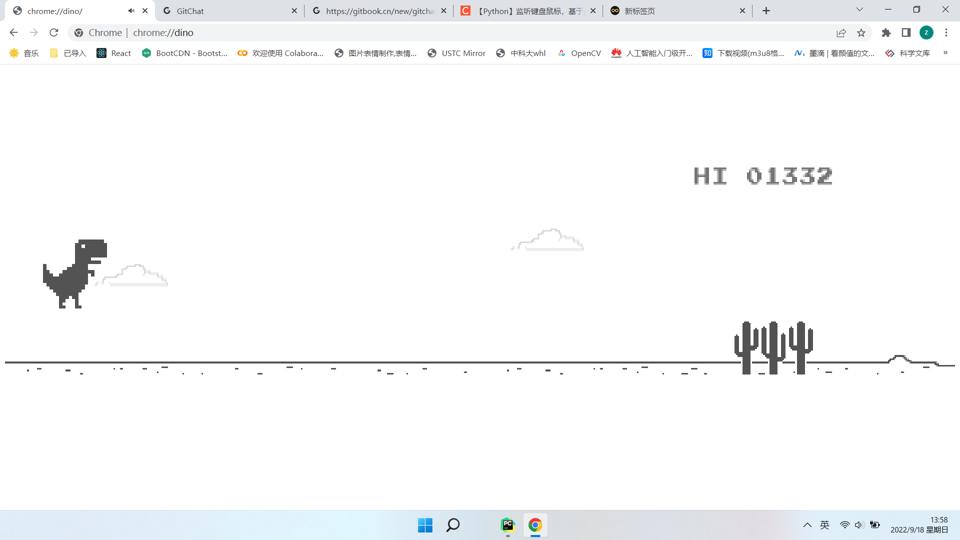 chrome://dino/
GitChat
https://gitbook.cn/new/gitcha
【Python】监听键盘鼠标，基于
新标签页
Chrome | chrome://dino
z
音乐
已导入
React
BootCDN - Bootst...
欢迎使用 Colabora...
图片表情制作,表情...
USTC Mirror
中科大whl
OpenCV
人工智能入门极开...
下载视频(m3u8格...
墨滴 | 看颜值的文...
科学文库
»
HI 01332
英
13:58
2022/9/18 星期日